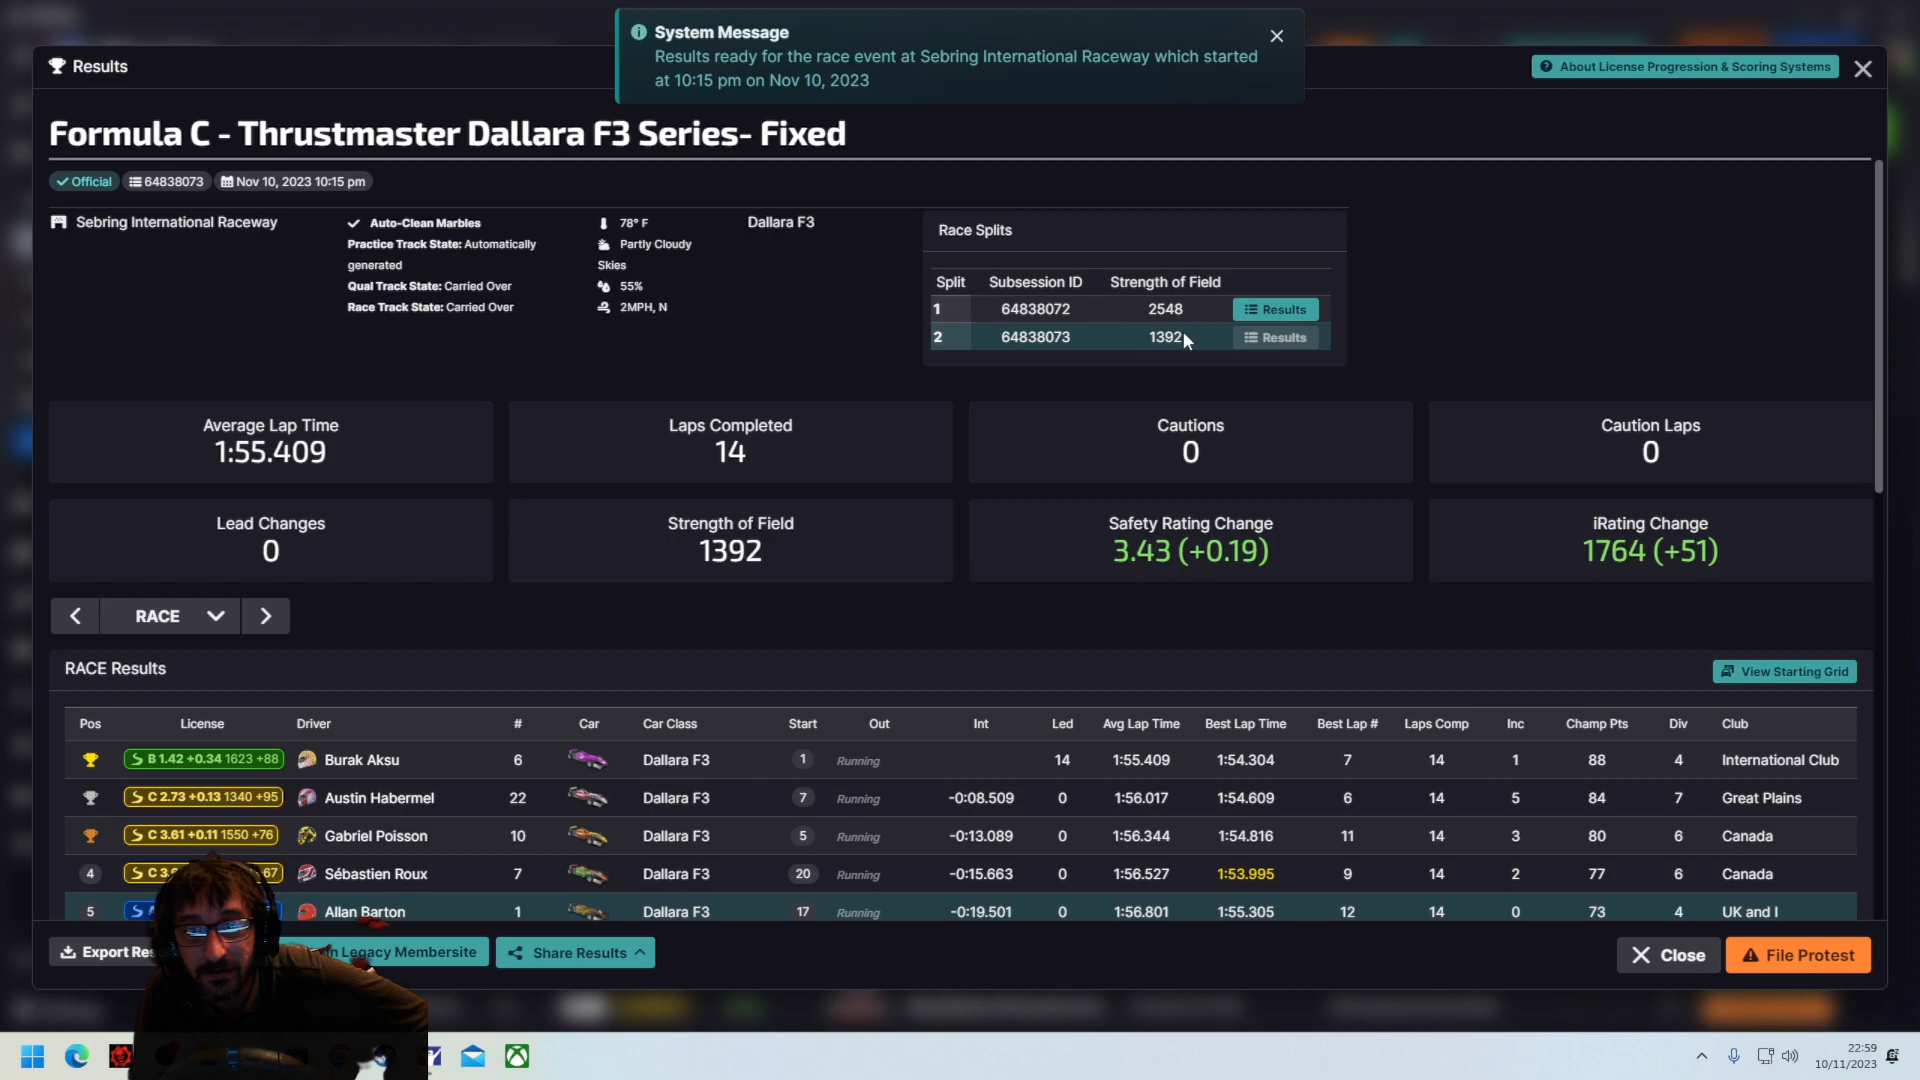 System Message
Results ready for the race event at Sebring International Raceway which started
at 10:15 pm on Nov 10, 2023
Results
About License Progression & Scoring Systems
Formula C - Thrustmaster Dallara F3 Series- Fixed
Official
64838073
Nov 10, 2023 10:15 pm
Sebring International Raceway
Auto-Clean Marbles
Practice Track State: Automatically
generated
Qual Track State: Carried Over
Race Track State: Carried Over
78° F
Partly Cloudy
Skies
55%
2MPH, N
Dallara F3
Race Splits
Split Subsession ID Strength of Field
1 64838072 2548 Results
2 64838073 1392 Results
Average Lap Time
1:55.409
Laps Completed
14
Cautions
0
Caution Laps
0
Lead Changes
0
Strength of Field
1392
Safety Rating Change
3.43 (+0.19)
iRating Change
1764 (+51)
RACE
RACE Results
View Starting Grid
Pos License Driver # Car Car Class Start Out Int Led Avg Lap Time Best Lap Time Best Lap # Laps Comp Inc Champ Pts Div Club
B 1.42 +0.34 1623 +88 Burak Aksu 6 Dallara F3 1 Running 14 1:55.409 1:54.304 7 14 1 88 4 International Club
C 2.73 +0.13 1340 +95 Austin Habermel 22 Dallara F3 7 Running -0:08.509 0 1:56.017 1:54.609 6 14 5 84 7 Great Plains
C 3.61 +0.11 1550 +76 Gabriel Poisson 10 Dallara F3 5 Running -0:13.089 0 1:56.344 1:54.816 11 14 3 80 6 Canada
4 Sébastien Roux 7 Dallara F3 20 Running -0:15.663 0 1:56.527 1:53.995 9 14 2 77 6 Canada
5 Allan Barton 1 Dallara F3 17 Running -0:19.501 0 1:56.801 1:55.305 12 14 0 73 4 UK and I
Export
Legacy Membersite
Share Results
Close
File Protest
22:59
10/11/2023